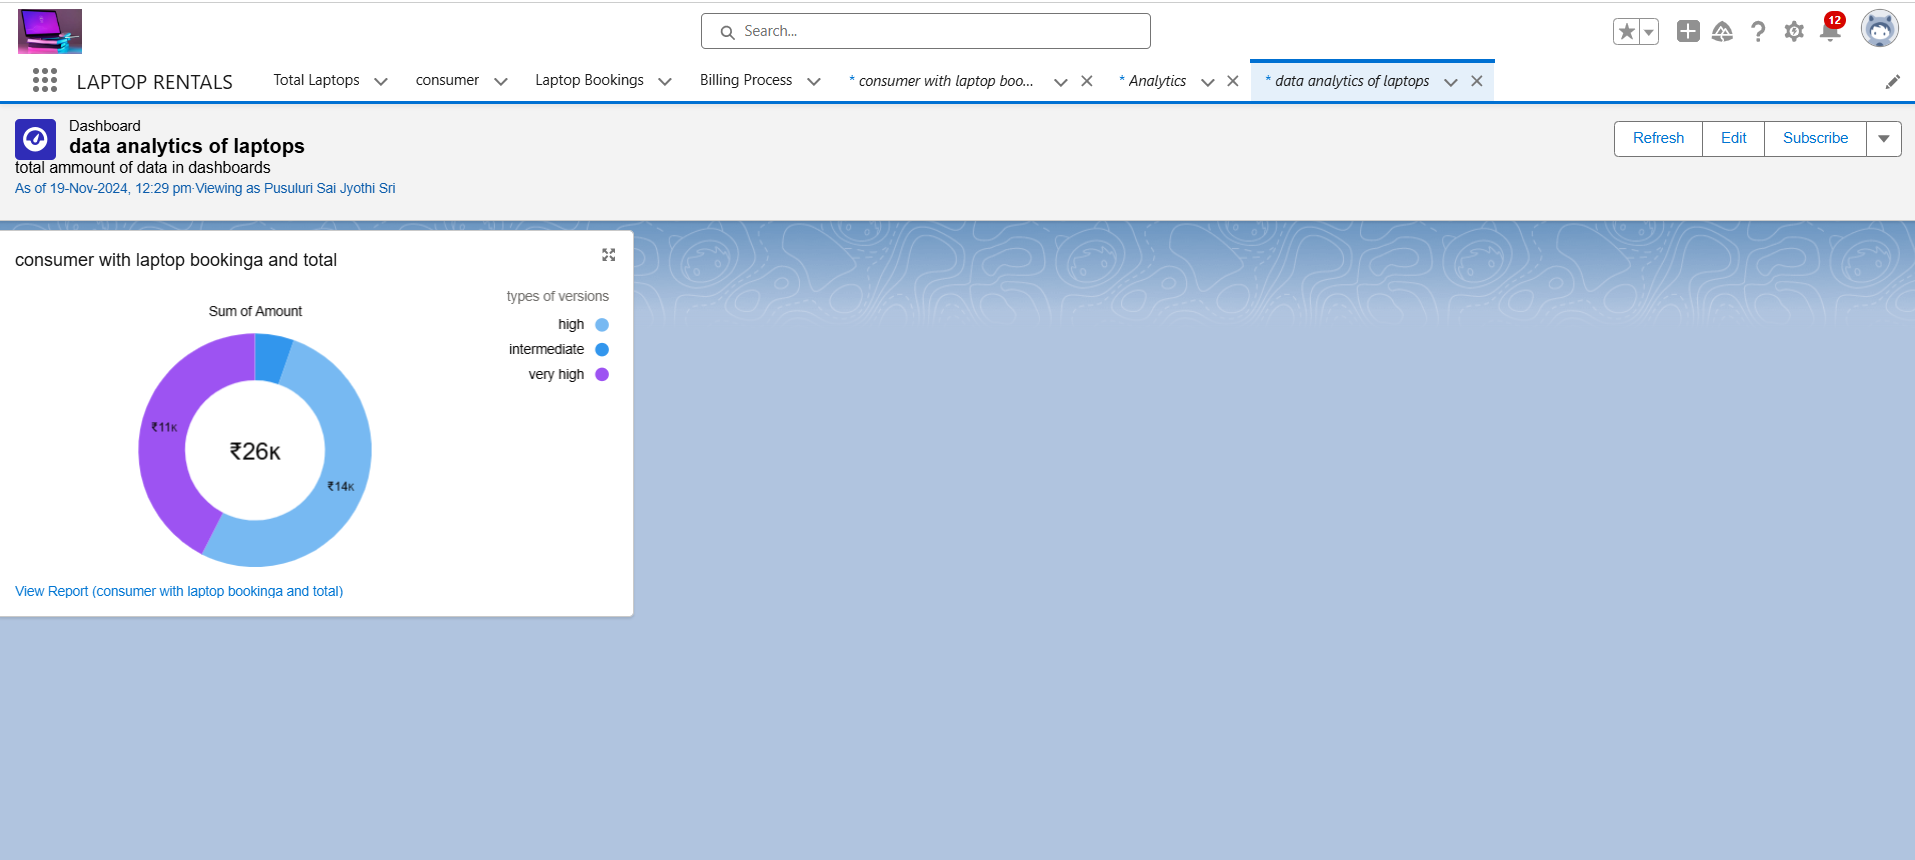 Search...
12
LAPTOP RENTALS
Total Laptops
consumer
Laptop Bookings
Billing Process
* consumer with laptop boo...
* Analytics
* data analytics of laptops
Dashboard
data analytics of laptops
total ammount of data in dashboards
As of 19-Nov-2024, 12:29 pm·Viewing as Pusuluri Sai Jyothi Sri
Refresh
Edit
Subscribe
consumer with laptop bookinga and total
types of versions
high
intermediate
very high
Sum of Amount
₹11K
₹26K
₹14K
View Report (consumer with laptop bookinga and total)